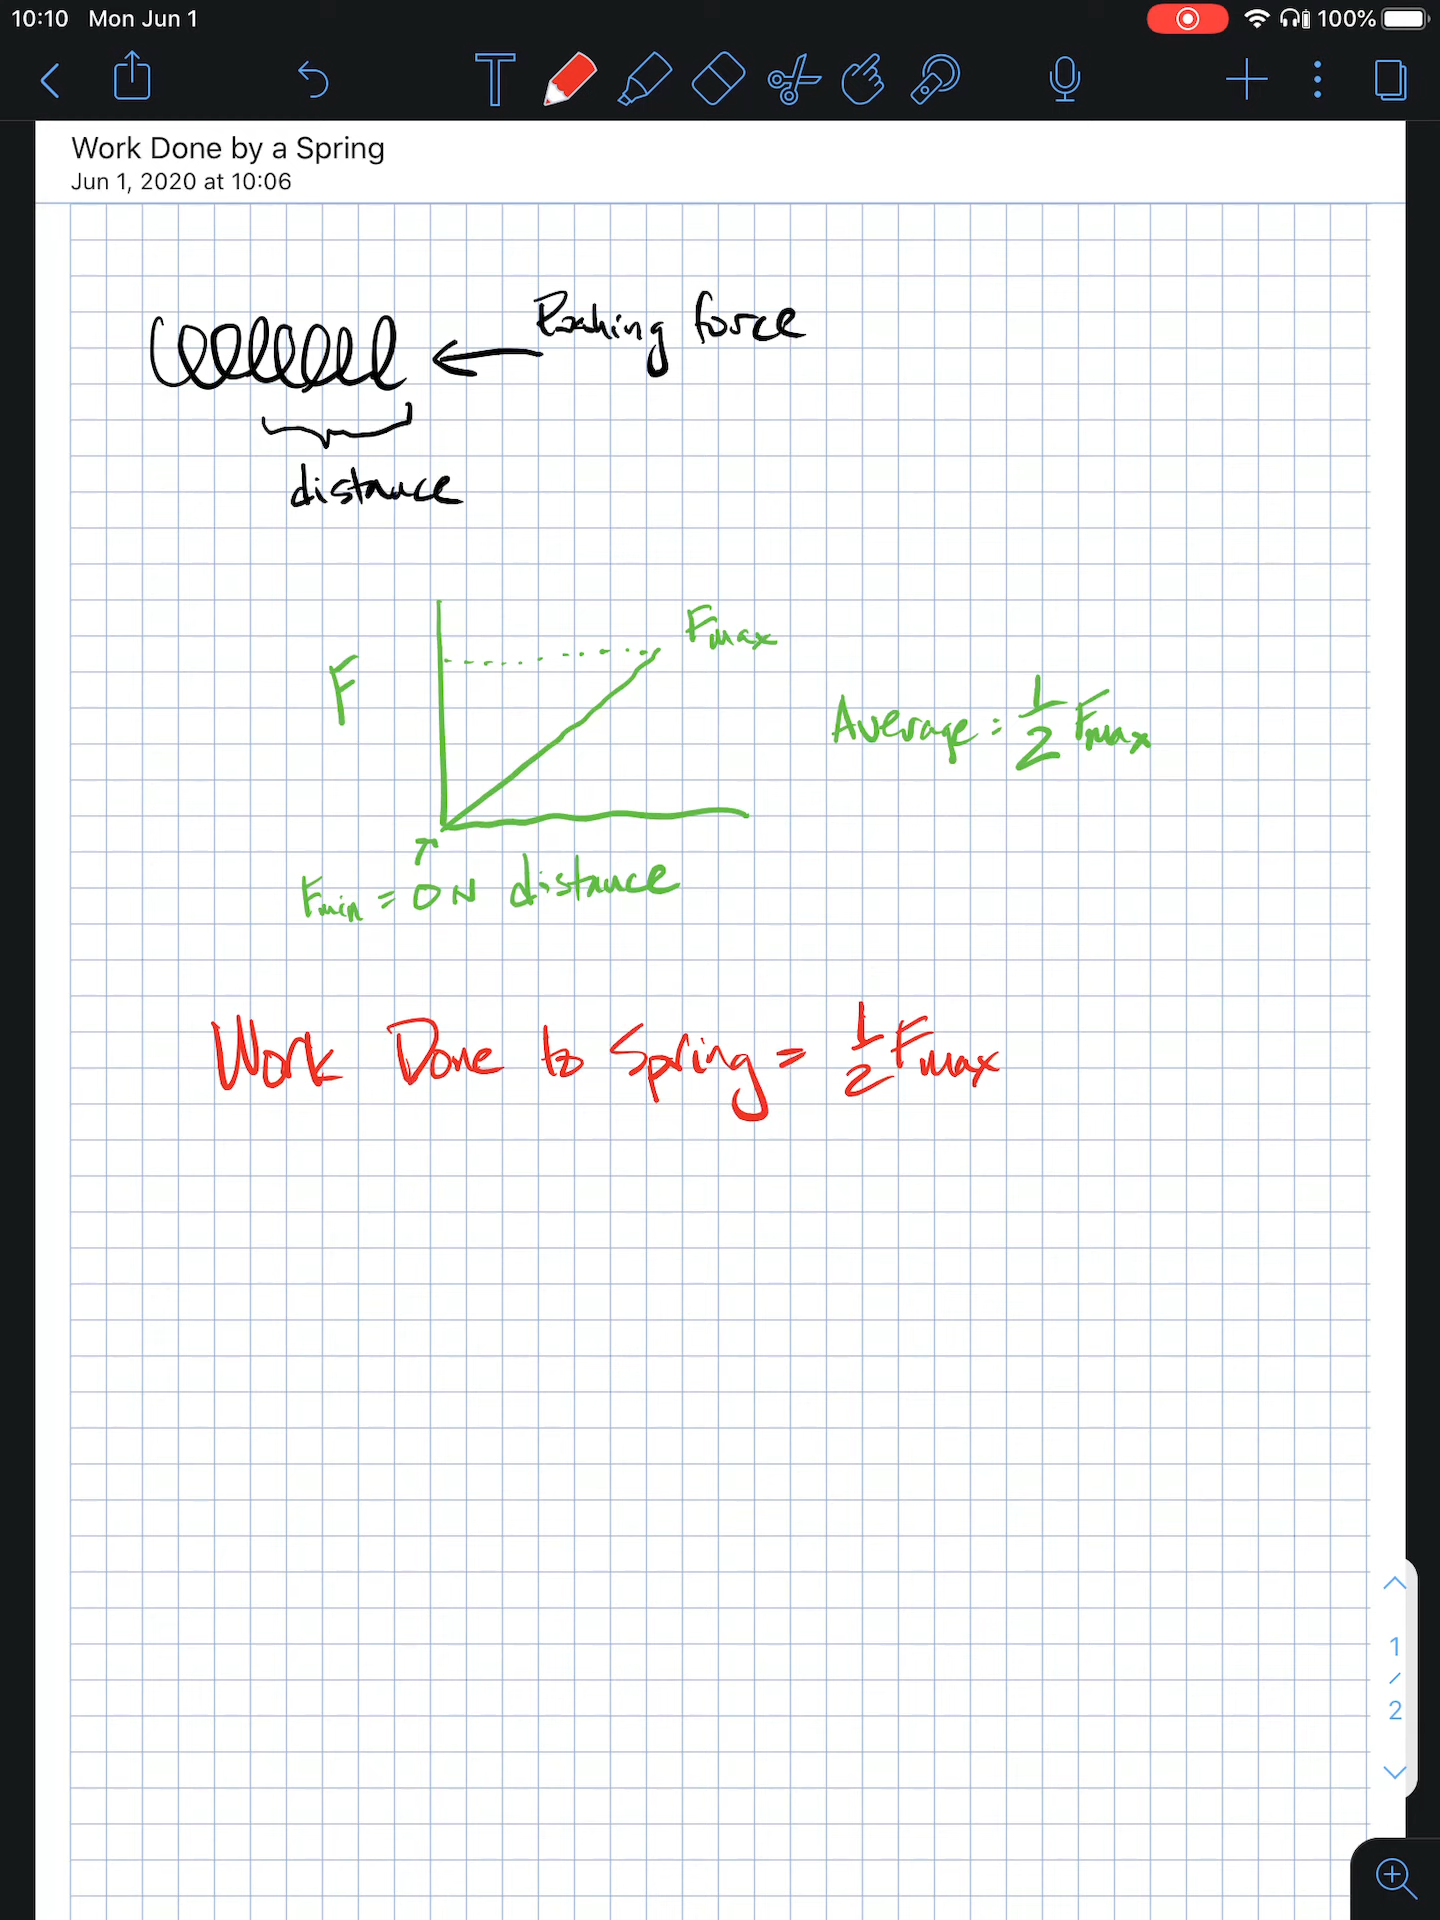 10:10 Mon Jun 1 100%
Work Done by a Spring
Jun 1, 2020 at 10:06
Pushing force
distance
F
Fmax
Average = 1/2 Fmax
Fmin = 0N distance
Work Done to Spring = 1/2 Fmax
1
/
2